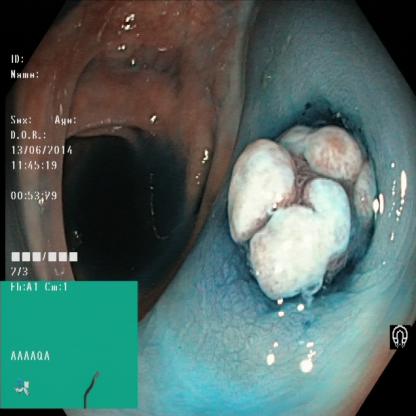 ID:
Name:
Sex: Age:
D.O.B.:
13/06/2014
11:45:19
00:53:29
■■■/■■■■
2/3
Eh:A1 Cm:1
AAAAQA